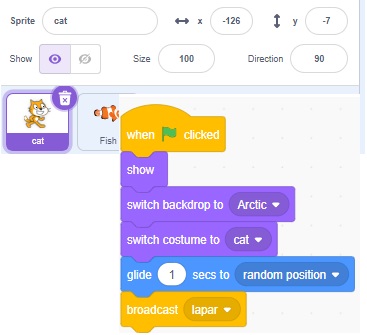 Sprite cat x -126 y -7
Show Size 100 Direction 90
cat
Fish
when clicked
show
switch backdrop to Arctic
switch costume to cat
glide 1 secs to random position
broadcast lapar